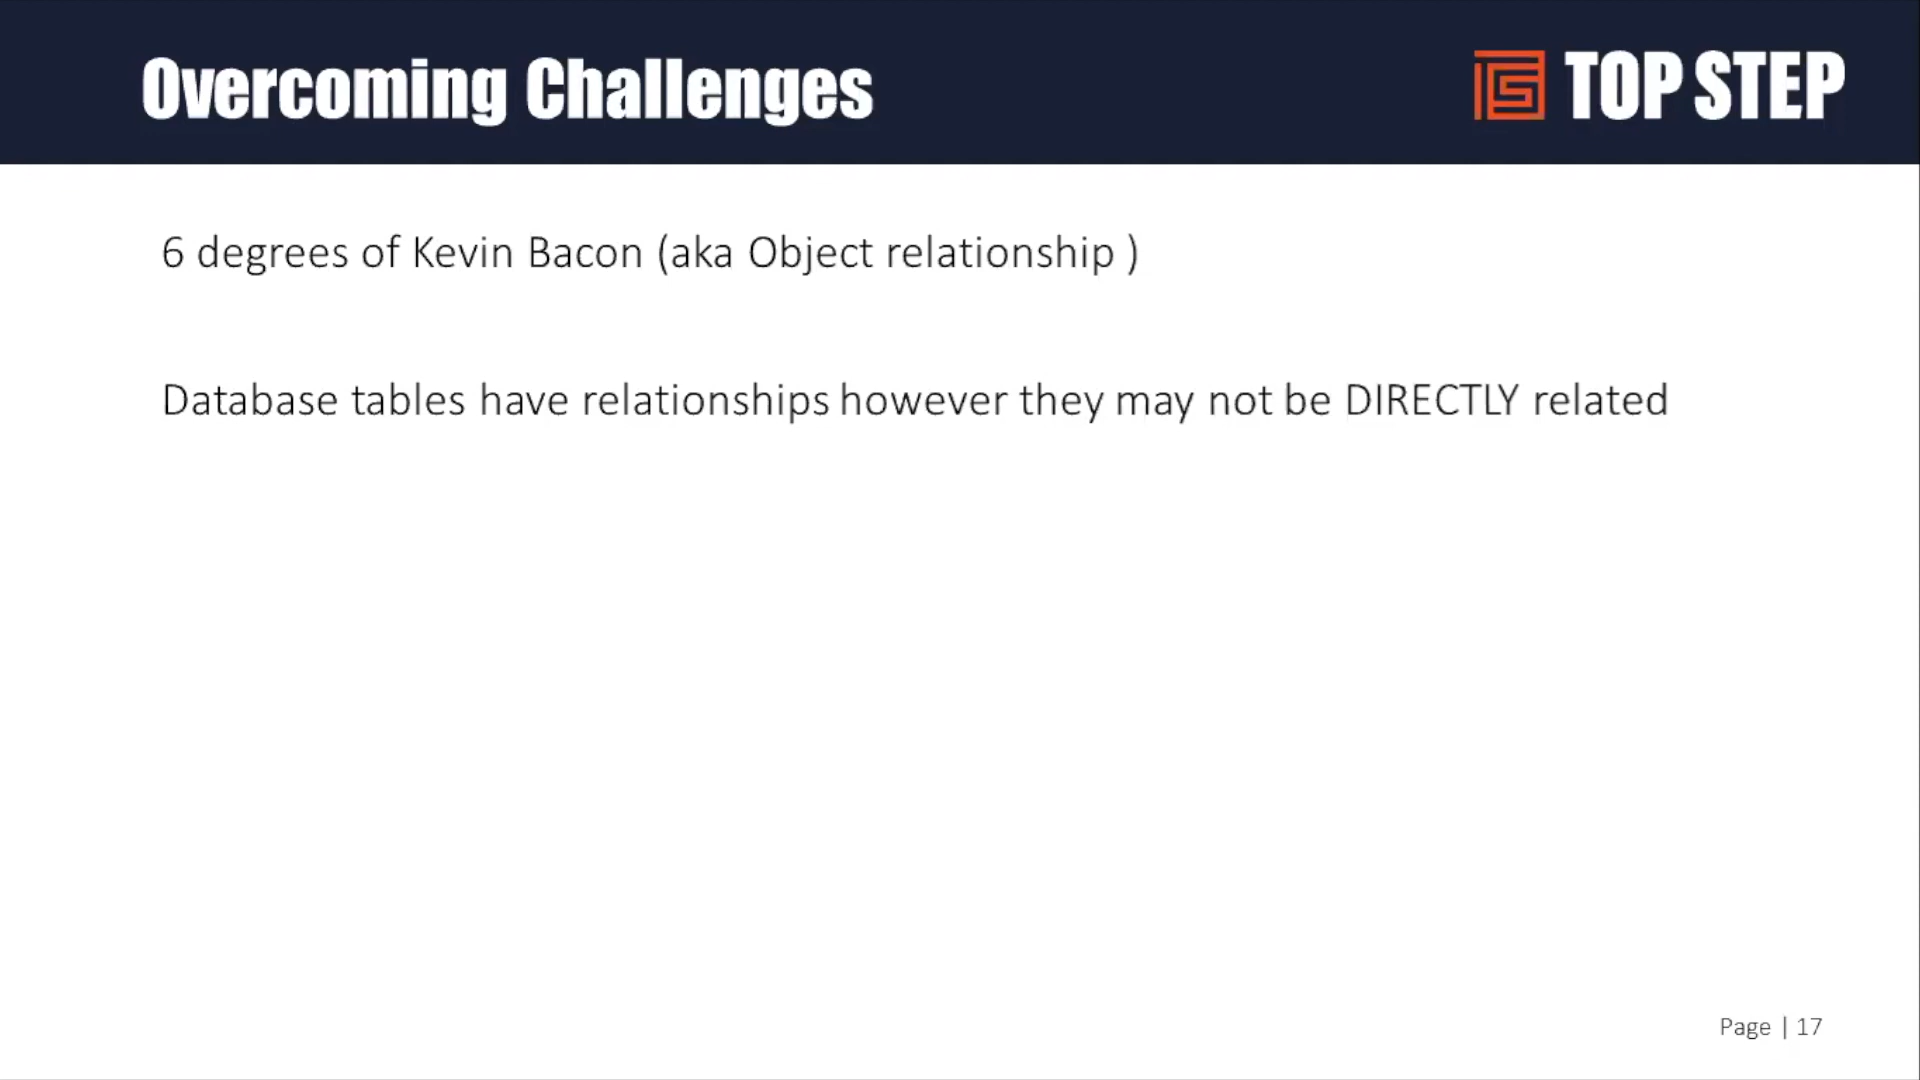 Overcoming Challenges
TOP STEP
6 degrees of Kevin Bacon (aka Object relationship )
Database tables have relationships however they may not be DIRECTLY related
Page | 17